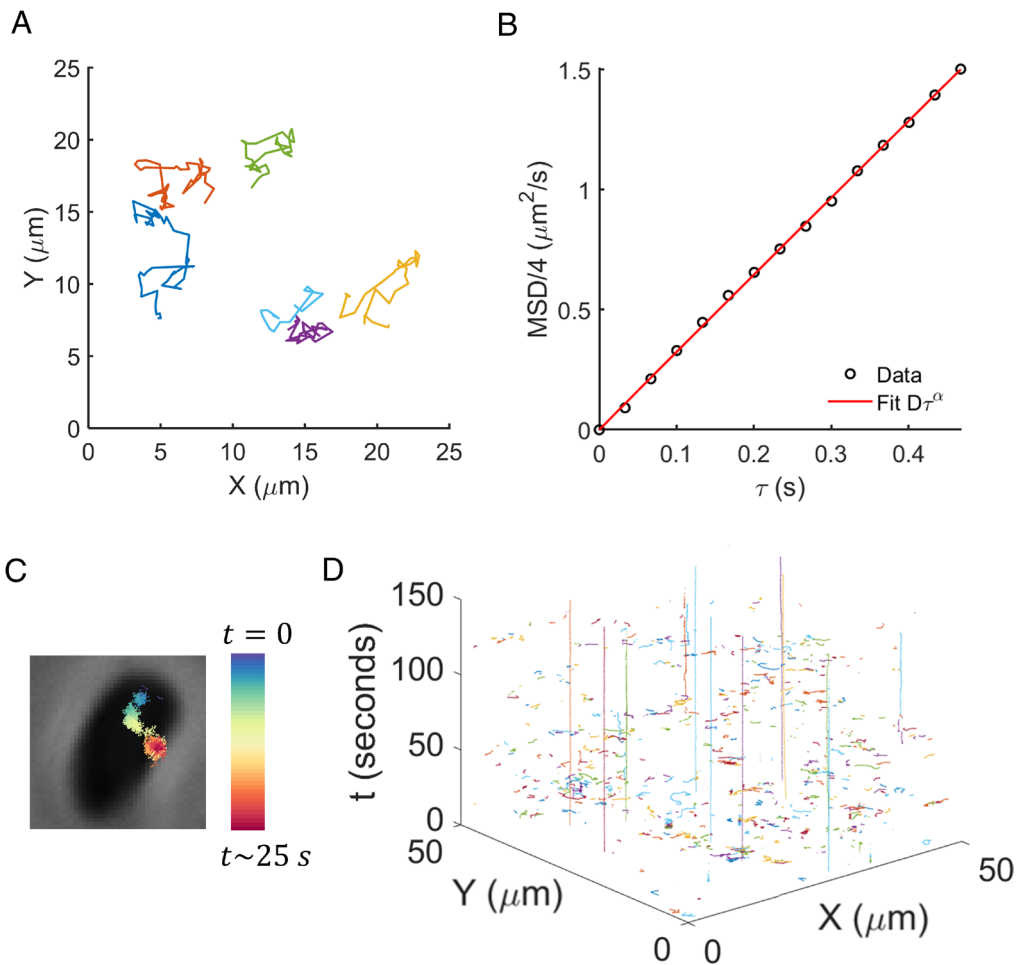 A
25
20
15
10
5
0
Y (μm)
0 5 10 15 20 25
X (μm)
B
1.5
1
0.5
0
MSD/4 (μm²/s)
Data
Fit Dτ^α
0 0.1 0.2 0.3 0.4
τ (s)
C
t = 0
t~25 s
D
150
100
50
0
t (seconds)
50
Y (μm)
0
0
X (μm)
50